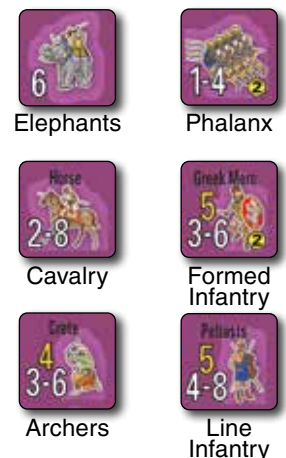 6
1-4
2
Elephants
Phalanx
Horse
2-8
Greek Merc
5
3-6
2
Cavalry
Formed
Infantry
Crete
4
3-6
Peltasts
5
4-8
Archers
Line
Infantry